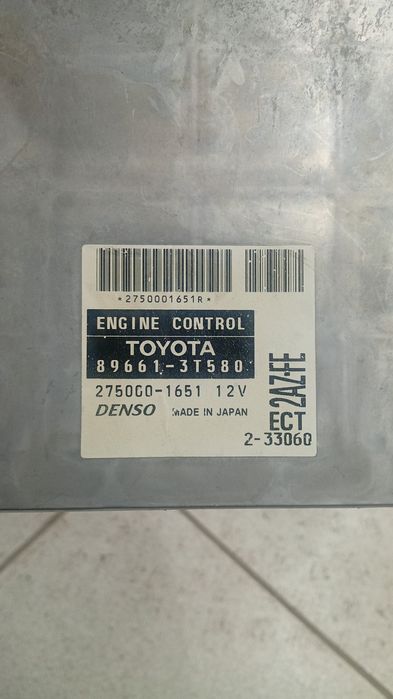 *2750001651R*
ENGINE CONTROL
TOYOTA
89661-3T580
275000-1651 12V
DENSO MADE IN JAPAN
2AZ-FE
ECT
2-33060